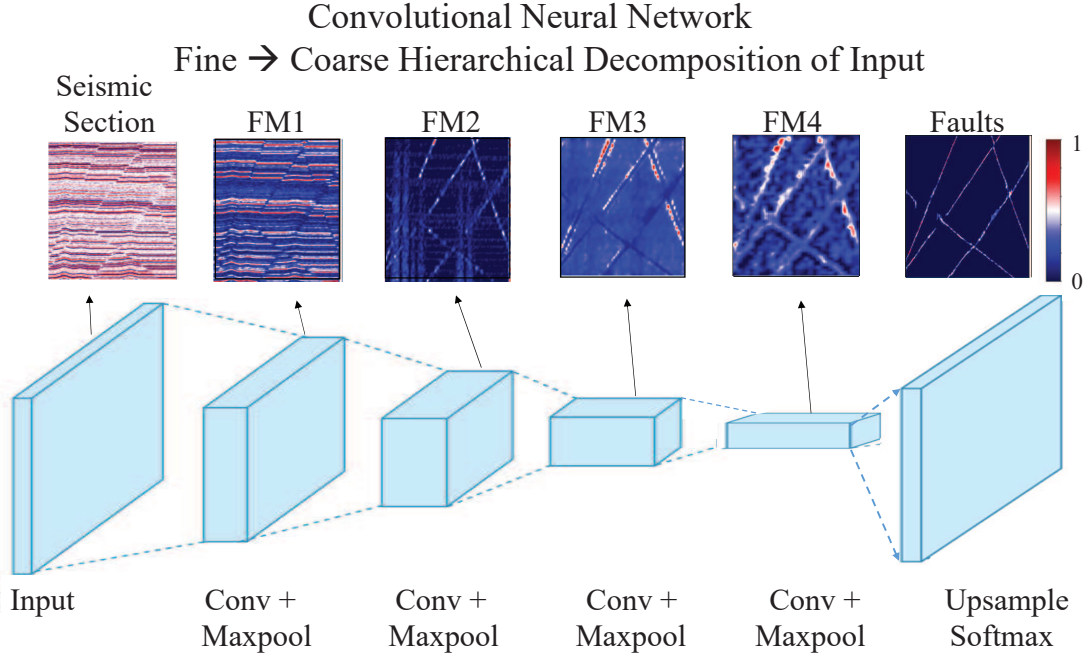 Convolutional Neural Network
Fine → Coarse Hierarchical Decomposition of Input
Seismic
Section
FM1
FM2
FM3
FM4
Faults
1
0
Input
Conv +
Maxpool
Conv +
Maxpool
Conv +
Maxpool
Conv +
Maxpool
Upsample
Softmax